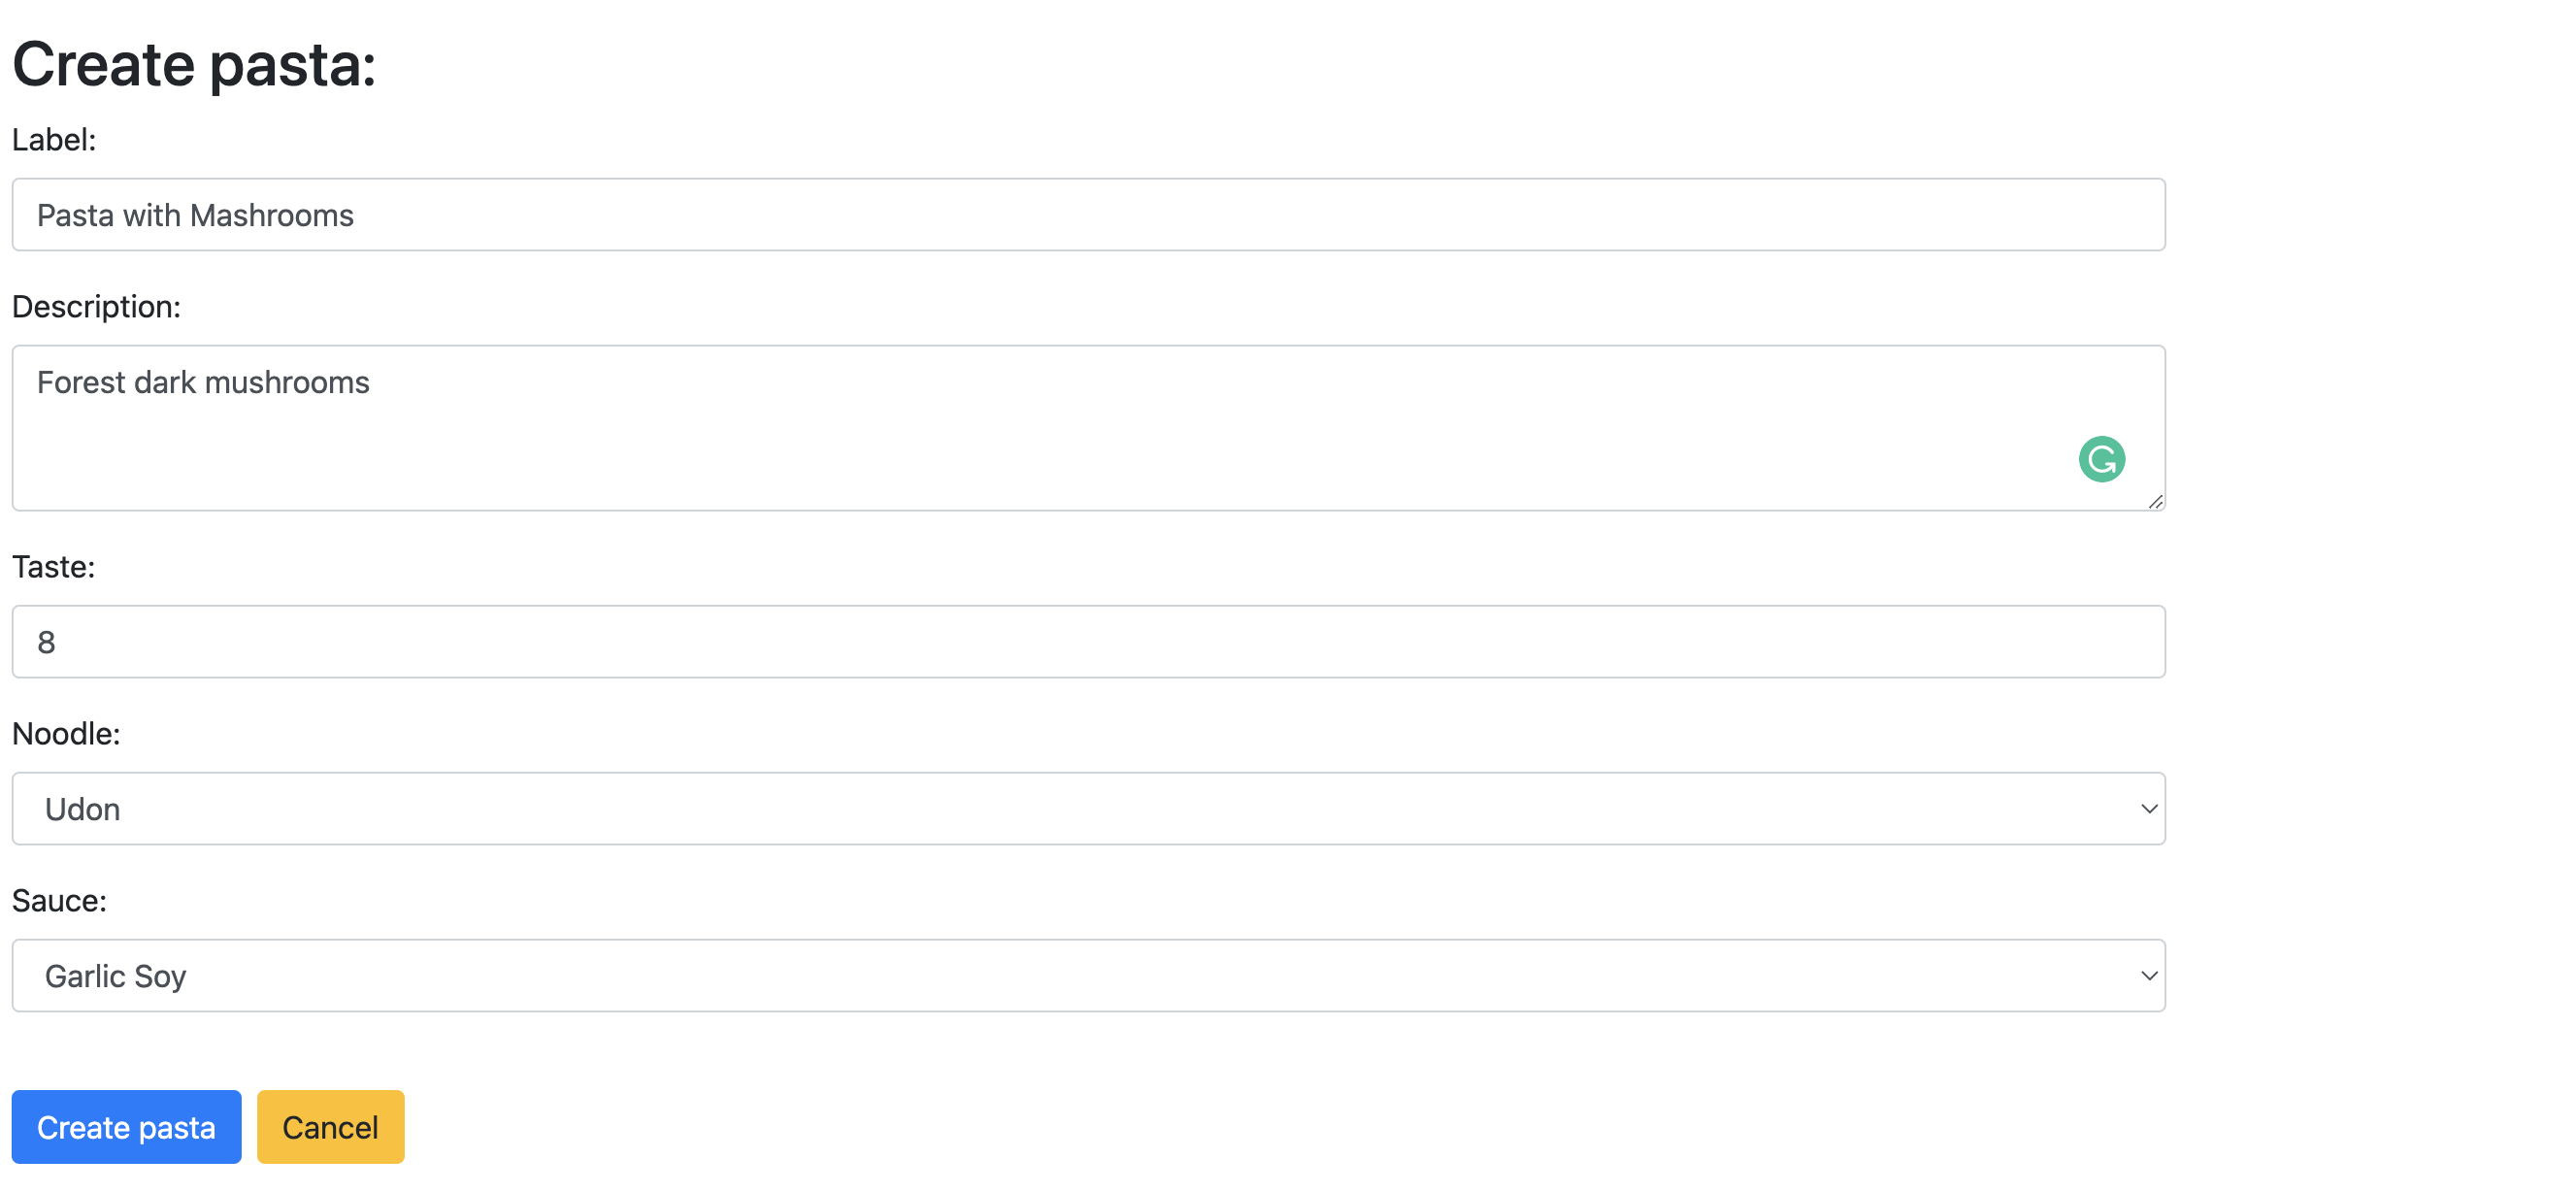 Create pasta:
Label:
Pasta with Mashrooms
Description:
Forest dark mushrooms
Taste:
8
Noodle:
Udon
Sauce:
Garlic Soy
Create pasta Cancel